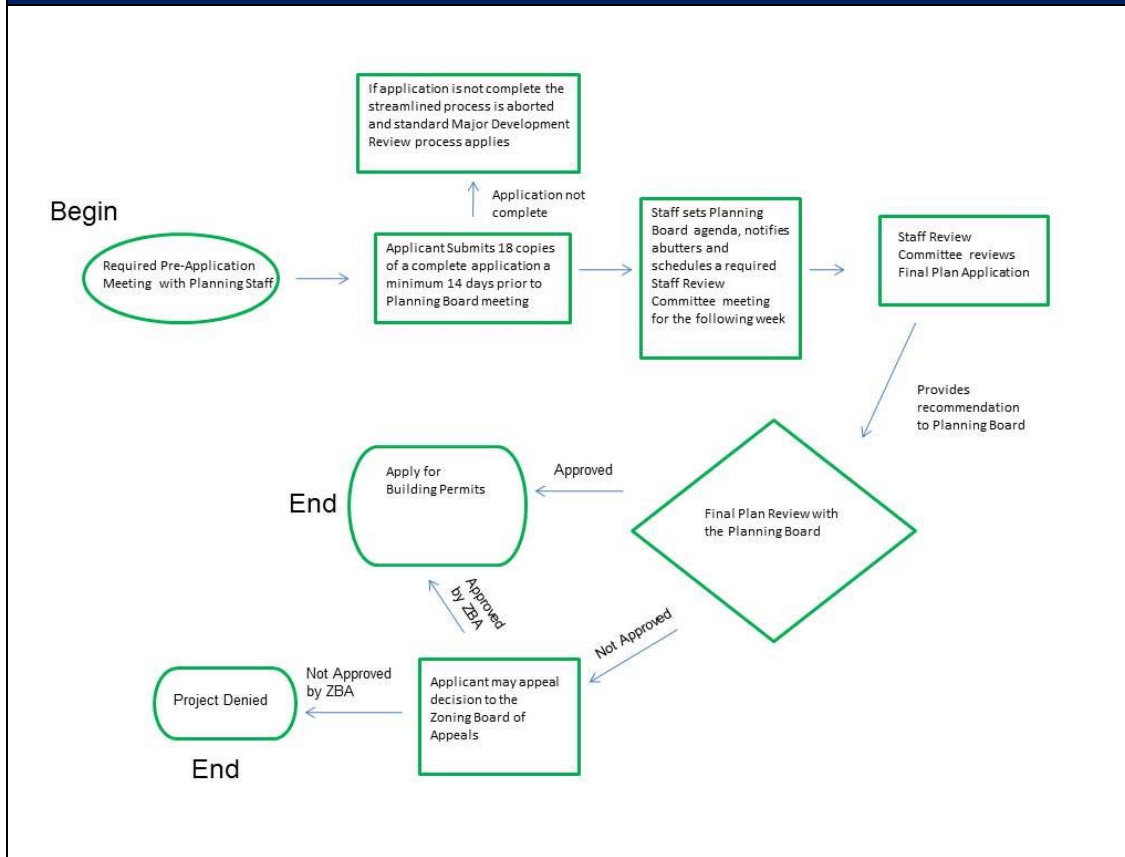 If application is not complete the
streamlined process is aborted
and standard Major Development
Review process applies
Application not
complete
Begin
Required Pre-Application
Meeting with Planning Staff
Applicant Submits 18 copies
of a complete application a
minimum 14 days prior to
Planning Board meeting
Staff sets Planning
Board agenda, notifies
abutters and
schedules a required
Staff Review
Committee meeting
for the following week
Staff Review
Committee reviews
Final Plan Application
Provides
recommendation
to Planning Board
Final Plan Review with
the Planning Board
Approved
Apply for
Building Permits
End
Not Approved
Applicant may appeal
decision to the
Zoning Board of
Appeals
Approved
by ZBA
Not Approved
by ZBA
Project Denied
End